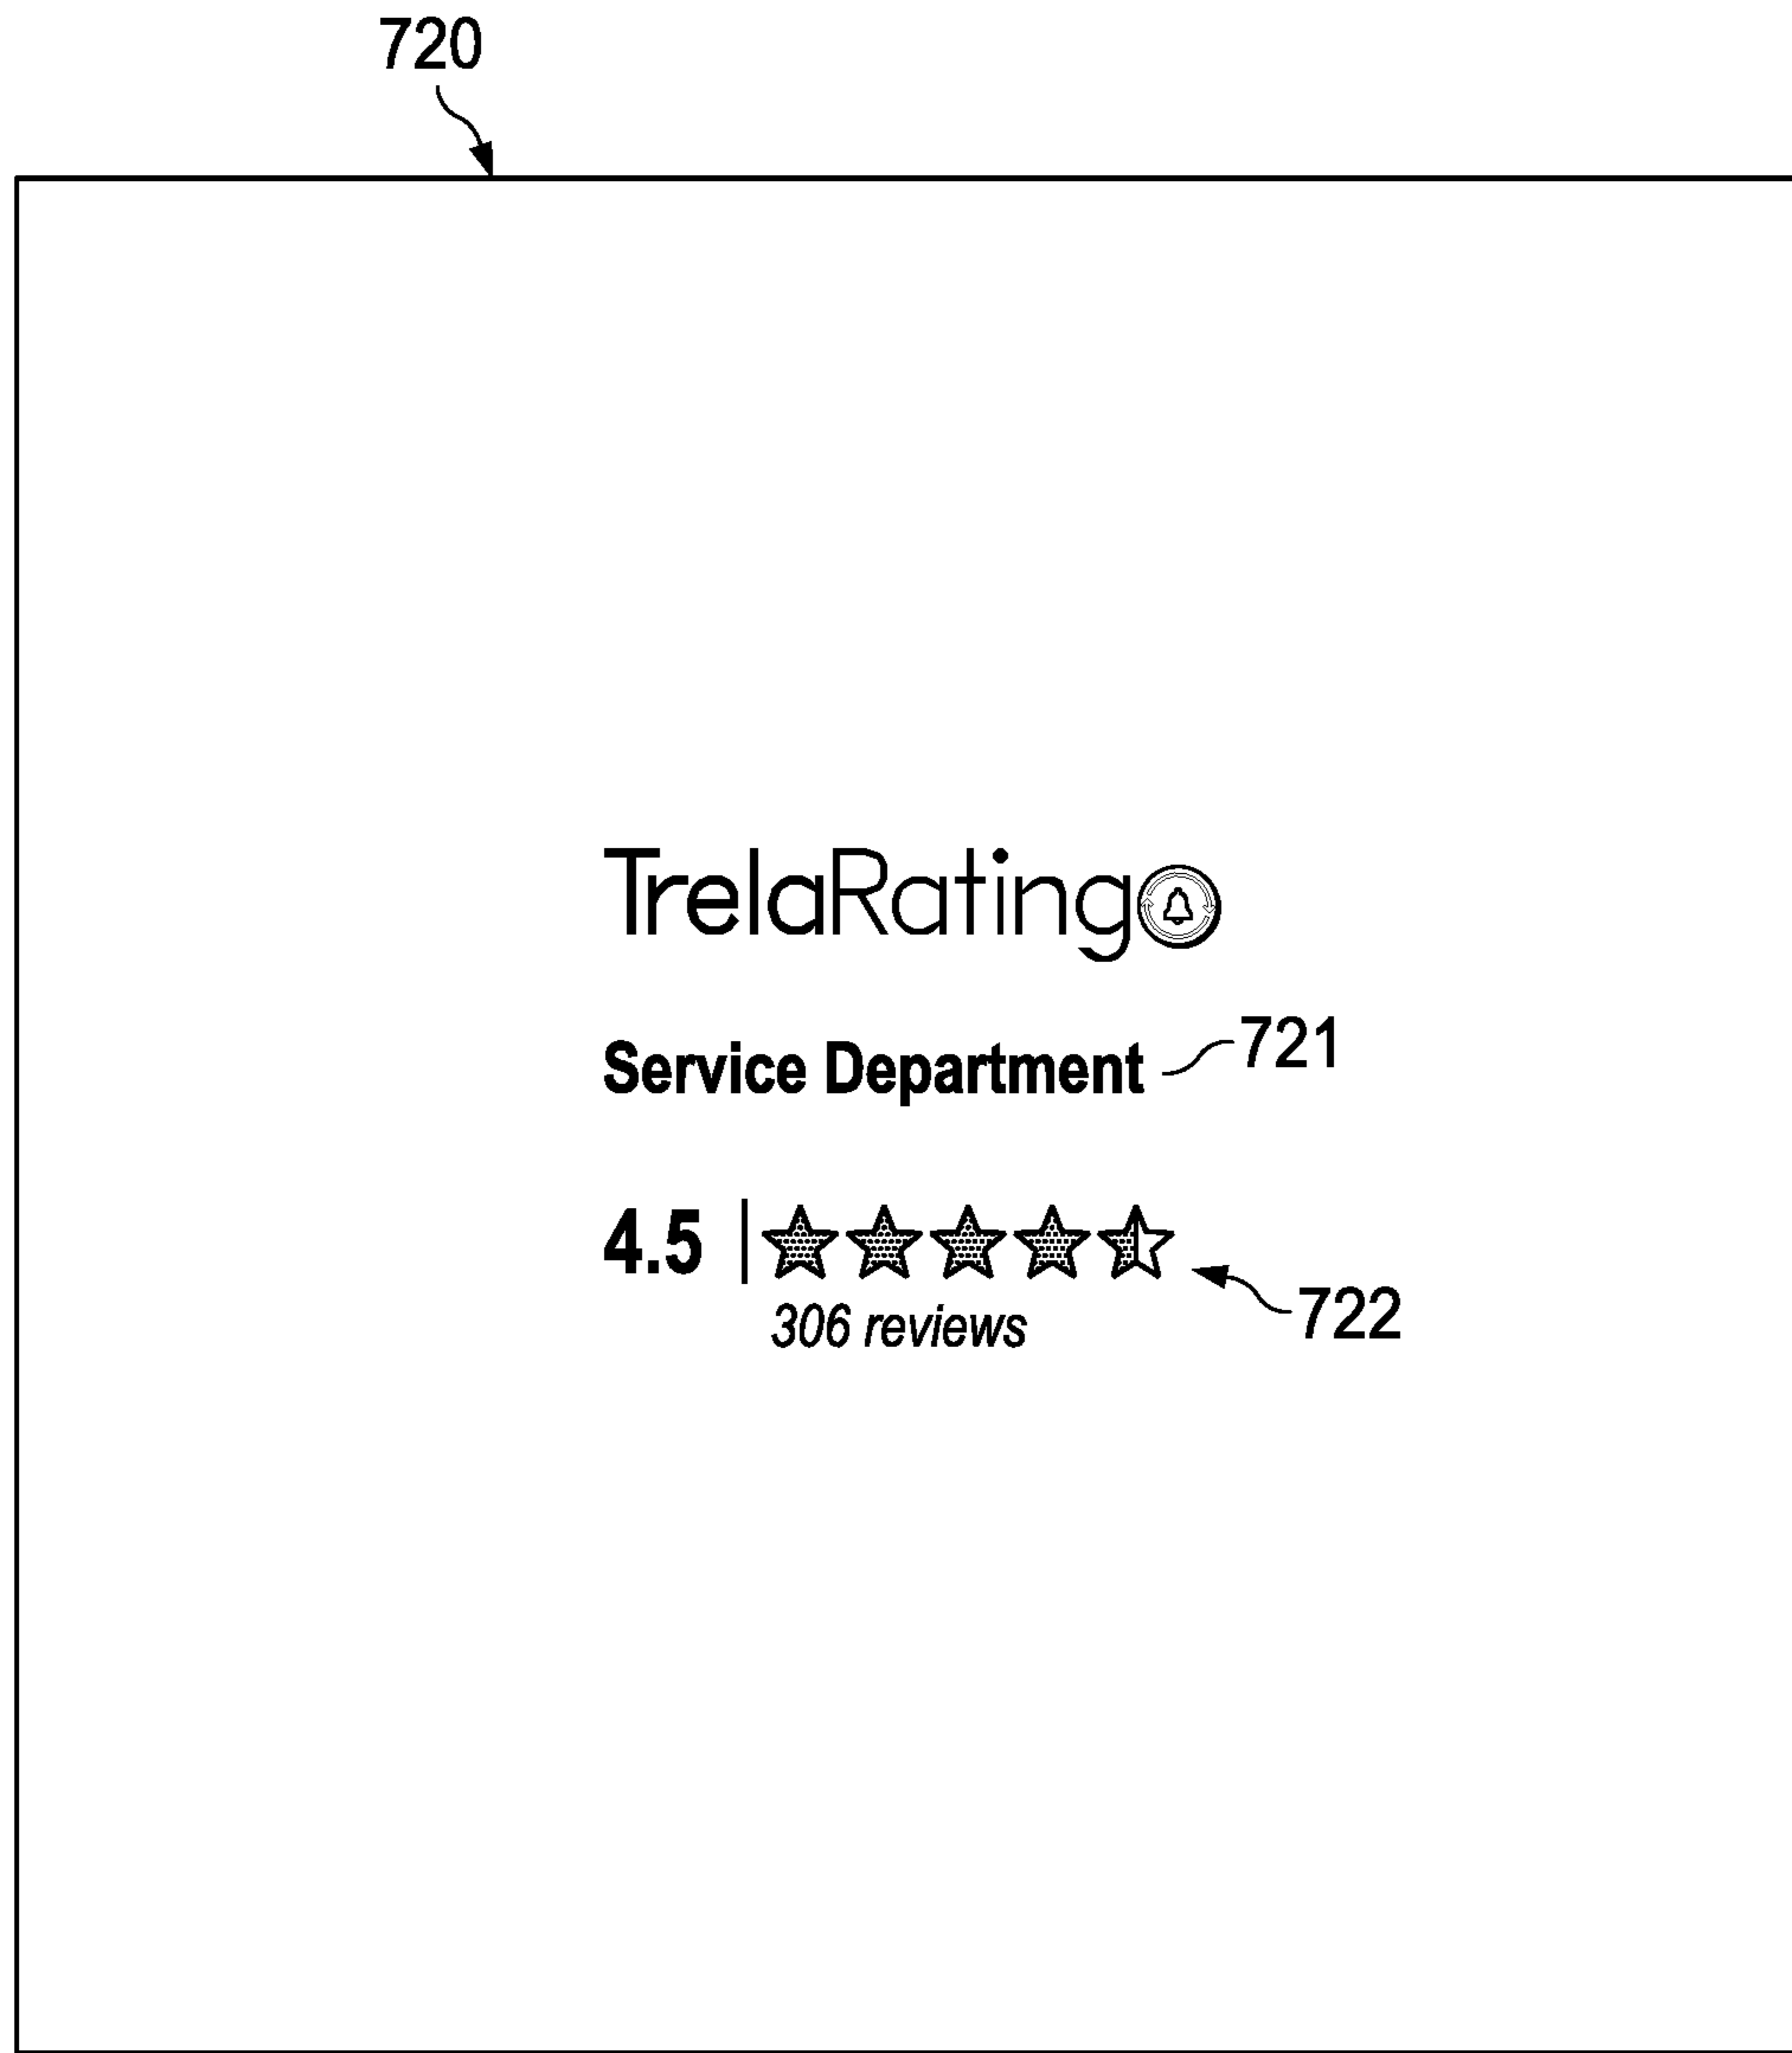 720
TrelaRating
Service Department 721
4.5
306 reviews 722